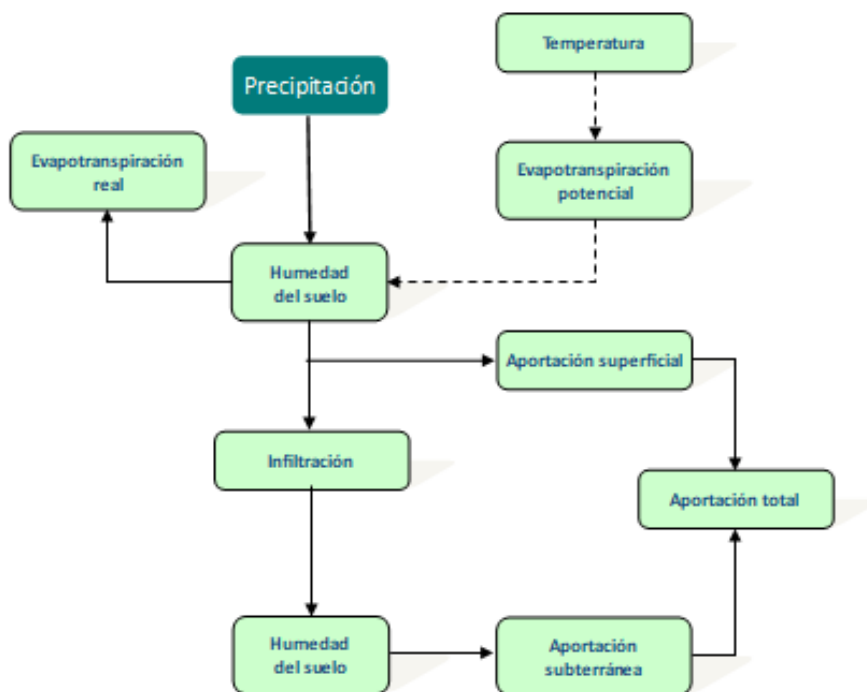 Temperatura
Precipitación
Evapotranspiración
real
Evapotranspiración
potencial
Humedad
del suelo
Aportación superficial
Infiltración
Aportación total
Humedad
del suelo
Aportación
subterránea